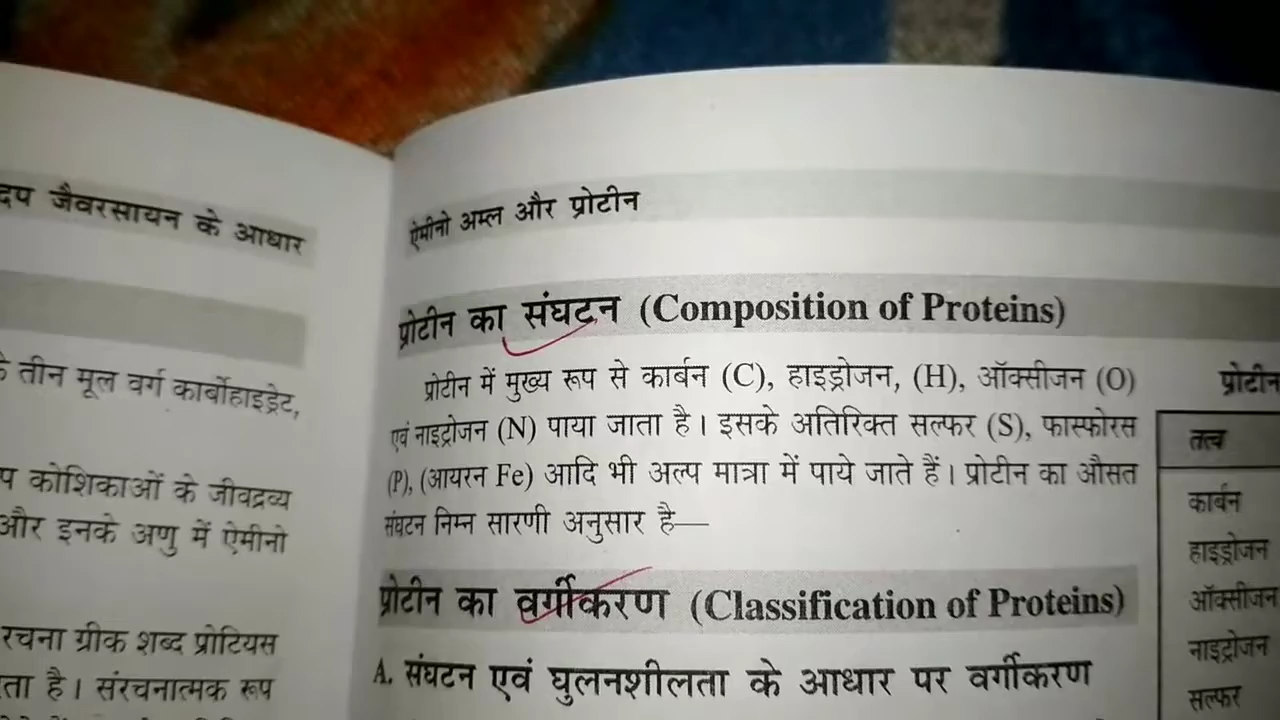 जैवरसायन के आधार
तीन मूल वर्ग कार्बोहाइड्रेट,
कोशिकाओं के जीवद्रव्य
और इनके अणु में ऐमीनो
रचना ग्रीक शब्द प्रोटियस
है। संरचनात्मक रूप
ऐमीनो अम्ल और प्रोटीन
प्रोटीन का संघटन (Composition of Proteins)
प्रोटीन में मुख्य रूप से कार्बन (C), हाइड्रोजन, (H), ऑक्सीजन (O)
एवं नाइट्रोजन (N) पाया जाता है। इसके अतिरिक्त सल्फर (S), फास्फोरस
(P), (आयरन Fe) आदि भी अल्प मात्रा में पाये जाते हैं। प्रोटीन का औसत
संघटन निम्न सारणी अनुसार है—
प्रोटीन का वर्गीकरण (Classification of Proteins)
A. संघटन एवं घुलनशीलता के आधार पर वर्गीकरण
प्रोटीन
तत्व
कार्बन
हाइड्रोजन
ऑक्सीजन
नाइट्रोजन
सल्फर